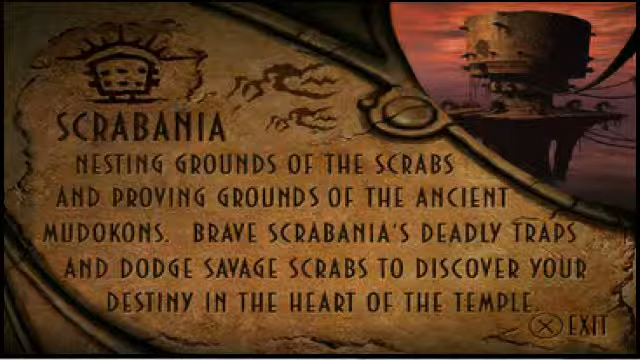 SCRABANIA
NESTING GROUNDS OF THE SCRABS
AND PROVING GROUNDS OF THE ANCIENT
MUDOKONS. BRAVE SCRABANIA'S DEADLY TRAPS
AND DODGE SAVAGE SCRABS TO DISCOVER YOUR
DESTINY IN THE HEART OF THE TEMPLE.
EXIT